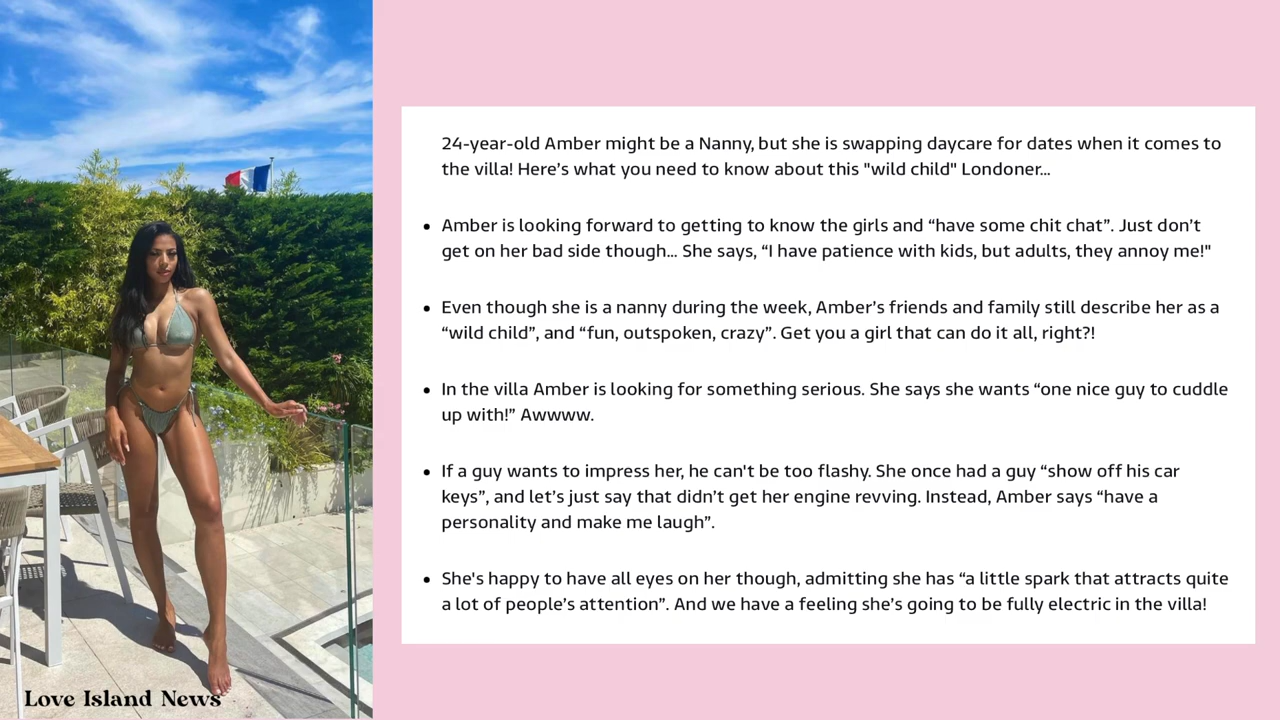 24-year-old Amber might be a Nanny, but she is swapping daycare for dates when it comes to
the villa! Here’s what you need to know about this "wild child" Londoner...
• Amber is looking forward to getting to know the girls and “have some chit chat”. Just don’t
get on her bad side though... She says, “I have patience with kids, but adults, they annoy me!"
• Even though she is a nanny during the week, Amber’s friends and family still describe her as a
“wild child”, and “fun, outspoken, crazy”. Get you a girl that can do it all, right?!
• In the villa Amber is looking for something serious. She says she wants “one nice guy to cuddle
up with!” Awwww.
• If a guy wants to impress her, he can't be too flashy. She once had a guy “show off his car
keys”, and let’s just say that didn’t get her engine revving. Instead, Amber says “have a
personality and make me laugh”.
• She's happy to have all eyes on her though, admitting she has “a little spark that attracts quite
a lot of people’s attention”. And we have a feeling she’s going to be fully electric in the villa!
Love Island News